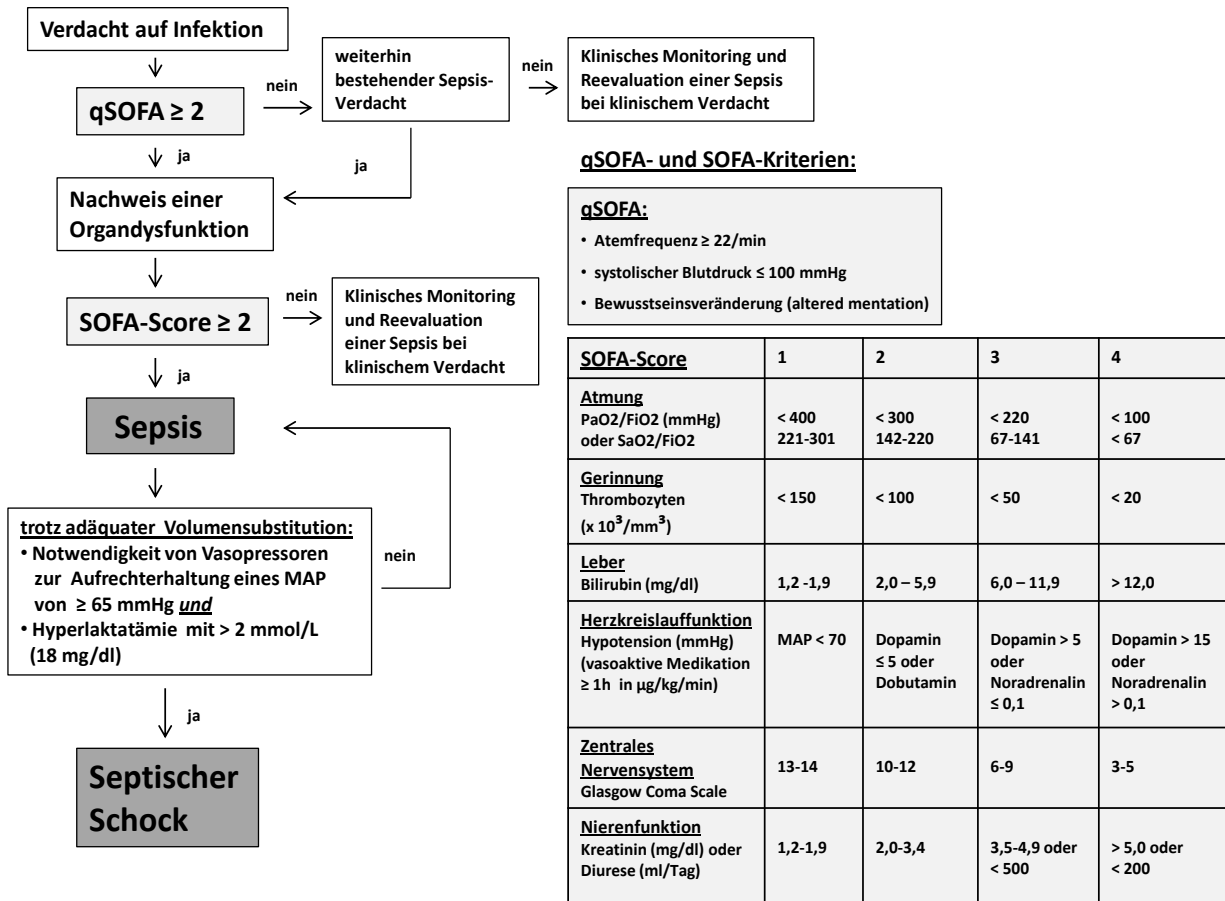 Verdacht auf Infektion
qSOFA ≥ 2
nein
weiterhin
bestehender Sepsis-
Verdacht
nein
Klinisches Monitoring und
Reevaluation einer Sepsis
bei klinischem Verdacht
ja
ja
Nachweis einer
Organdysfunktion
SOFA-Score ≥ 2
nein
Klinisches Monitoring
und Reevaluation
einer Sepsis bei
klinischem Verdacht
ja
Sepsis
trotz adäquater Volumensubstitution:
• Notwendigkeit von Vasopressoren
zur Aufrechterhaltung eines MAP
von ≥ 65 mmHg und
• Hyperlaktatämie mit > 2 mmol/L
(18 mg/dl)
nein
ja
Septischer
Schock
qSOFA- und SOFA-Kriterien:
qSOFA:
• Atemfrequenz ≥ 22/min
• systolischer Blutdruck ≤ 100 mmHg
• Bewusstseinsveränderung (altered mentation)
SOFA-Score 1 2 3 4
Atmung
PaO2/FiO2 (mmHg) < 400 < 300 < 220 < 100
oder SaO2/FiO2 221-301 142-220 67-141 < 67
Gerinnung
Thrombozyten < 150 < 100 < 50 < 20
(x 10³/mm³)
Leber
Bilirubin (mg/dl) 1,2 -1,9 2,0 – 5,9 6,0 – 11,9 > 12,0
Herzkreislauffunktion
Hypotension (mmHg) MAP < 70 Dopamin Dopamin > 5 Dopamin > 15
(vasoaktive Medikation ≤ 5 oder oder oder
≥ 1h in µg/kg/min) Dobutamin Noradrenalin Noradrenalin
≤ 0,1 > 0,1
Zentrales
Nervensystem 13-14 10-12 6-9 3-5
Glasgow Coma Scale
Nierenfunktion
Kreatinin (mg/dl) oder 1,2-1,9 2,0-3,4 3,5-4,9 oder > 5,0 oder
Diurese (ml/Tag) < 500 < 200